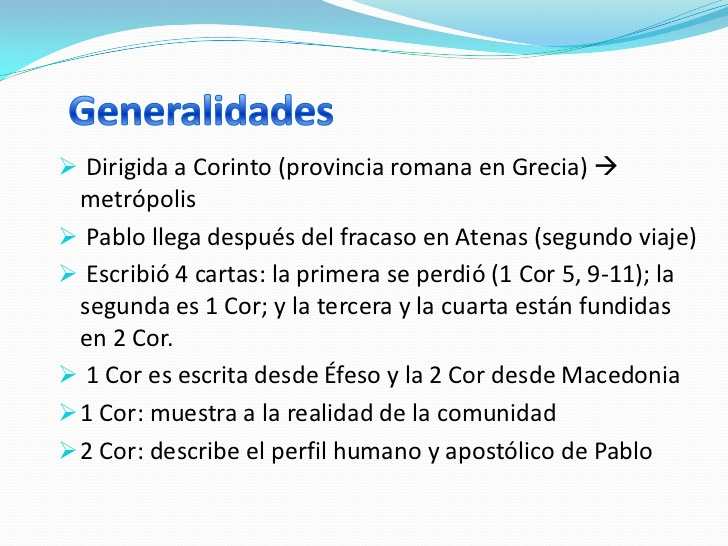 Generalidades
➢ Dirigida a Corinto (provincia romana en Grecia) →
metrópolis
➢ Pablo llega después del fracaso en Atenas (segundo viaje)
➢ Escribió 4 cartas: la primera se perdió (1 Cor 5, 9-11); la
segunda es 1 Cor; y la tercera y la cuarta están fundidas
en 2 Cor.
➢ 1 Cor es escrita desde Éfeso y la 2 Cor desde Macedonia
➢ 1 Cor: muestra a la realidad de la comunidad
➢ 2 Cor: describe el perfil humano y apostólico de Pablo